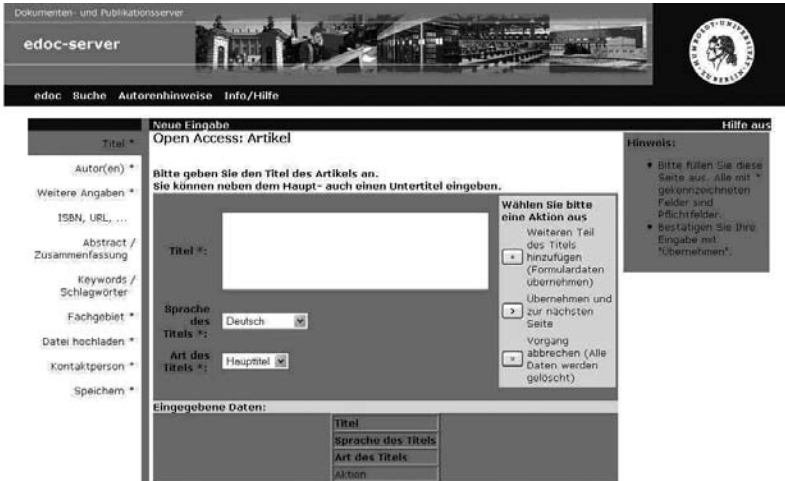 Dokumenten- und Publikationsserver
edoc-server
HUMBOLDT-UNIVERSITÄT ZU BERLIN
edoc Suche Autorenhinweise Info/Hilfe
Neue Eingabe
Hilfe aus
Titel *
Autor(en) *
Weitere Angaben *
ISBN, URL, ...
Abstract /
Zusammenfassung
Keywords /
Schlagwörter
Fachgebiet *
Datei hochladen *
Kontaktperson *
Speichern *
Open Access: Artikel
Bitte geben Sie den Titel des Artikels an.
Sie können neben dem Haupt- auch einen Untertitel eingeben.
Titel *:
Sprache
des
Titels *:
Deutsch
Art des
Titels *:
Haupttitel
Wählen Sie bitte
eine Aktion aus
Weiteren Teil
des Titels
+ hinzufügen
(Formulardaten
übernehmen)
Übernehmen und
> zur nächsten
Seite
Vorgang
abbrechen (Alle
x Daten werden
gelöscht)
Eingegebene Daten:
Titel
Sprache des Titels
Art des Titels
Aktion
Hinweis:
• Bitte füllen Sie diese
Seite aus. Alle mit *
gekennzeichneten
Felder sind
Pflichtfelder.
• Bestätigen Sie Ihre
Eingabe mit
"Übernehmen".